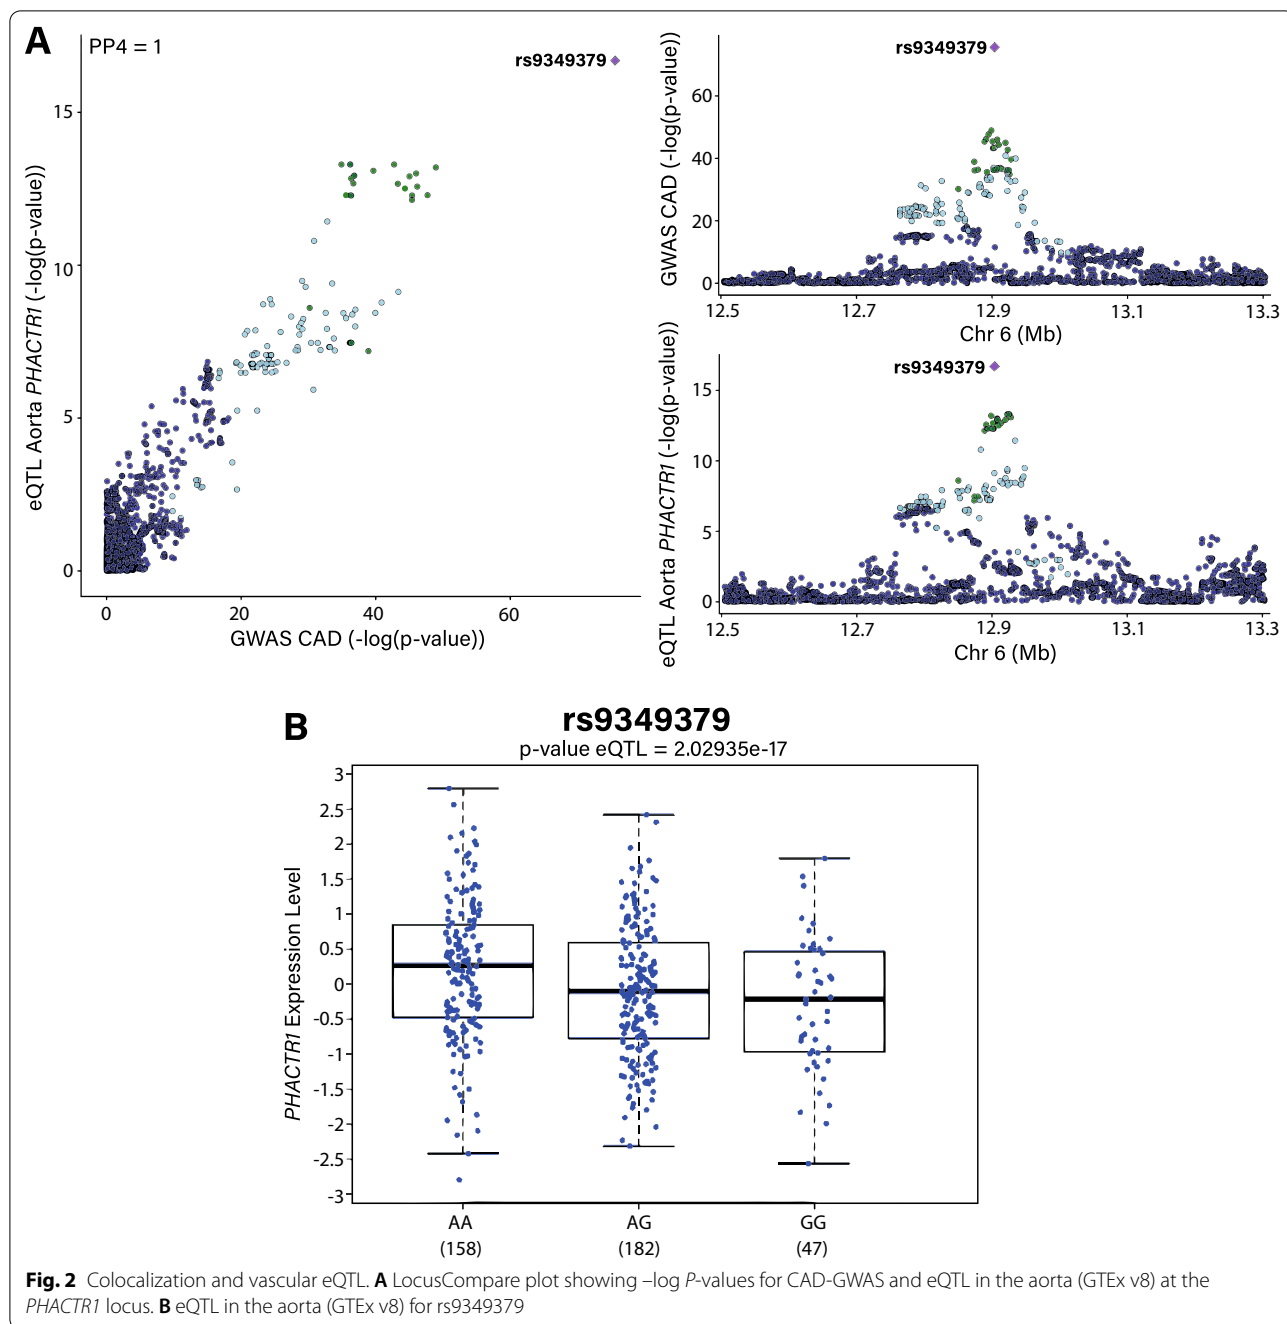 A
PP4 = 1
rs9349379
15
10
5
0
eQTL Aorta PHACTR1 (-log(p-value))
0 20 40 60
GWAS CAD (-log(p-value))
rs9349379
60
40
20
0
GWAS CAD (-log(p-value))
12.5 12.7 12.9 13.1 13.3
Chr 6 (Mb)
rs9349379
15
10
5
0
eQTL Aorta PHACTR1 (-log(p-value))
12.5 12.7 12.9 13.1 13.3
Chr 6 (Mb)
B
rs9349379
p-value eQTL = 2.02935e-17
3
2.5
2
1.5
1
0.5
0
-0.5
-1
-1.5
-2
-2.5
-3
PHACTR1 Expression Level
AA AG GG
(158) (182) (47)
Fig. 2 Colocalization and vascular eQTL. A LocusCompare plot showing –log P-values for CAD-GWAS and eQTL in the aorta (GTEx v8) at the
PHACTR1 locus. B eQTL in the aorta (GTEx v8) for rs9349379